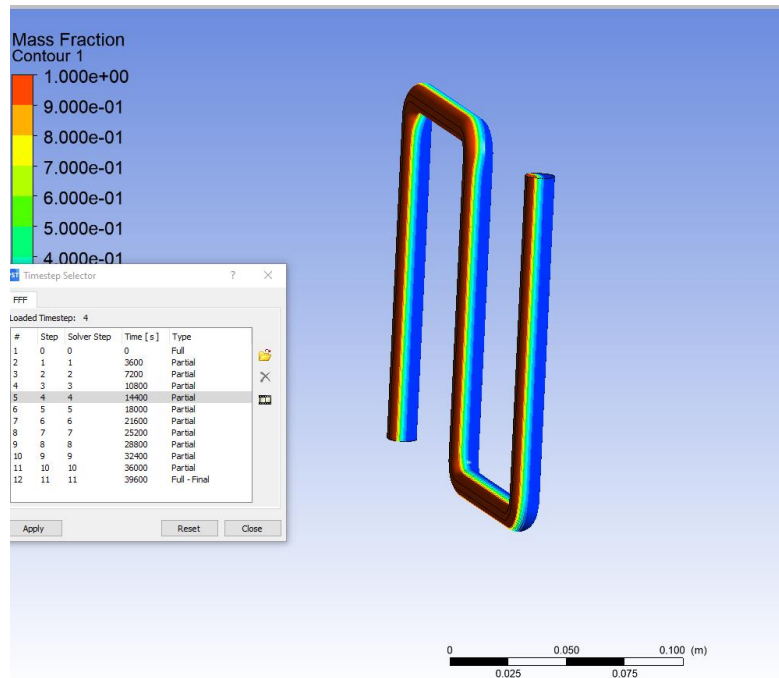 Mass Fraction
Contour 1
1.000e+00
9.000e-01
8.000e-01
7.000e-01
6.000e-01
5.000e-01
4.000e-01
Timestep Selector ? ×
FFF
Loaded Timestep: 4
# Step Solver Step Time [ s ] Type
1 0 0 0 Full
2 1 1 3600 Partial
3 2 2 7200 Partial
4 3 3 10800 Partial
5 4 4 14400 Partial
6 5 5 18000 Partial
7 6 6 21600 Partial
8 7 7 25200 Partial
9 8 8 28800 Partial
10 9 9 32400 Partial
11 10 10 36000 Partial
12 11 11 39600 Full - Final
Apply Reset Close
0 0.050 0.100 (m)
0.025 0.075